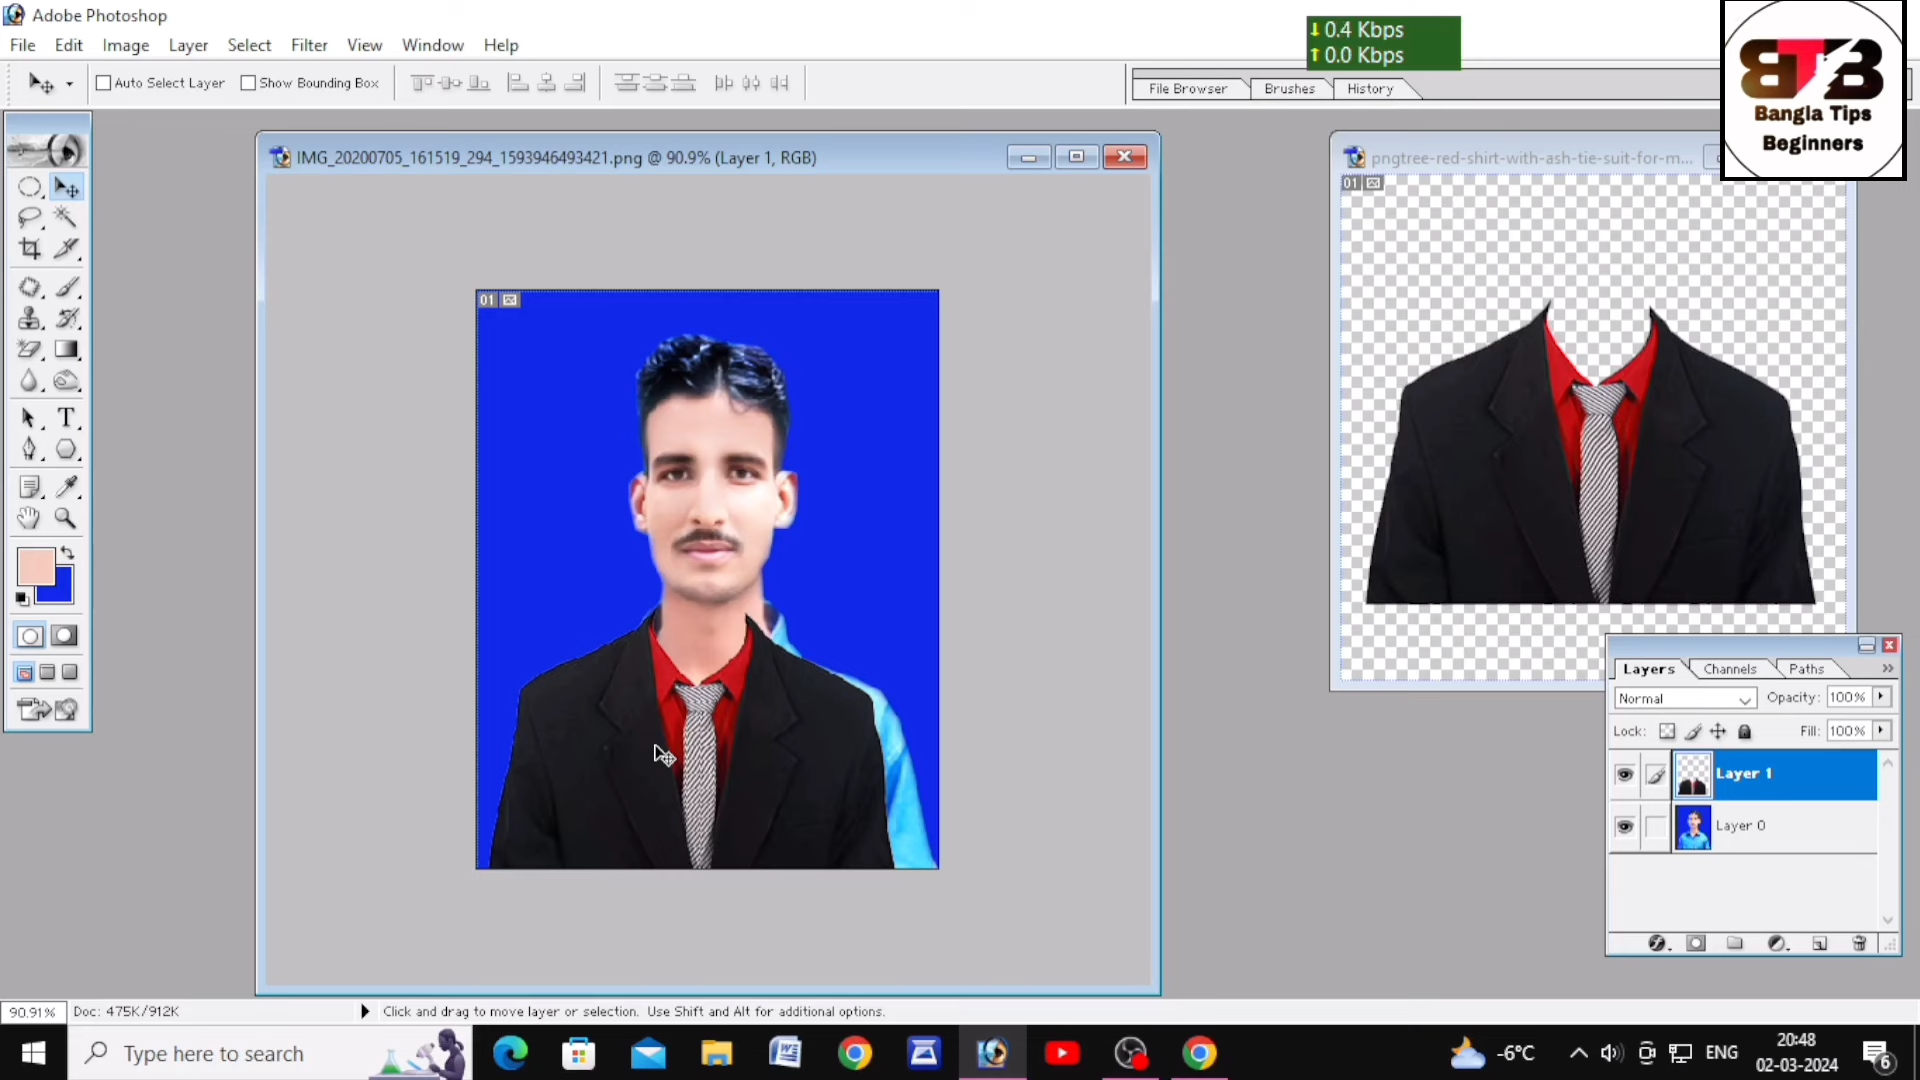 Adobe Photoshop
File Edit Image Layer Select Filter View Window Help
↓ 0.4 Kbps
↑ 0.0 Kbps
BTB
Bangla Tips
Beginners
Auto Select Layer Show Bounding Box
File Browser Brushes History
IMG_20200705_161519_294_1593946493421.png @ 90.9% (Layer 1, RGB)
pngtree-red-shirt-with-ash-tie-suit-for-m...
01
01
T
Layers Channels Paths
Normal Opacity: 100%
Lock: Fill: 100%
Layer 1
Layer 0
90.91% Doc: 475K/912K Click and drag to move layer or selection. Use Shift and Alt for additional options.
Type here to search
-6°C
ENG
20:48
02-03-2024
6